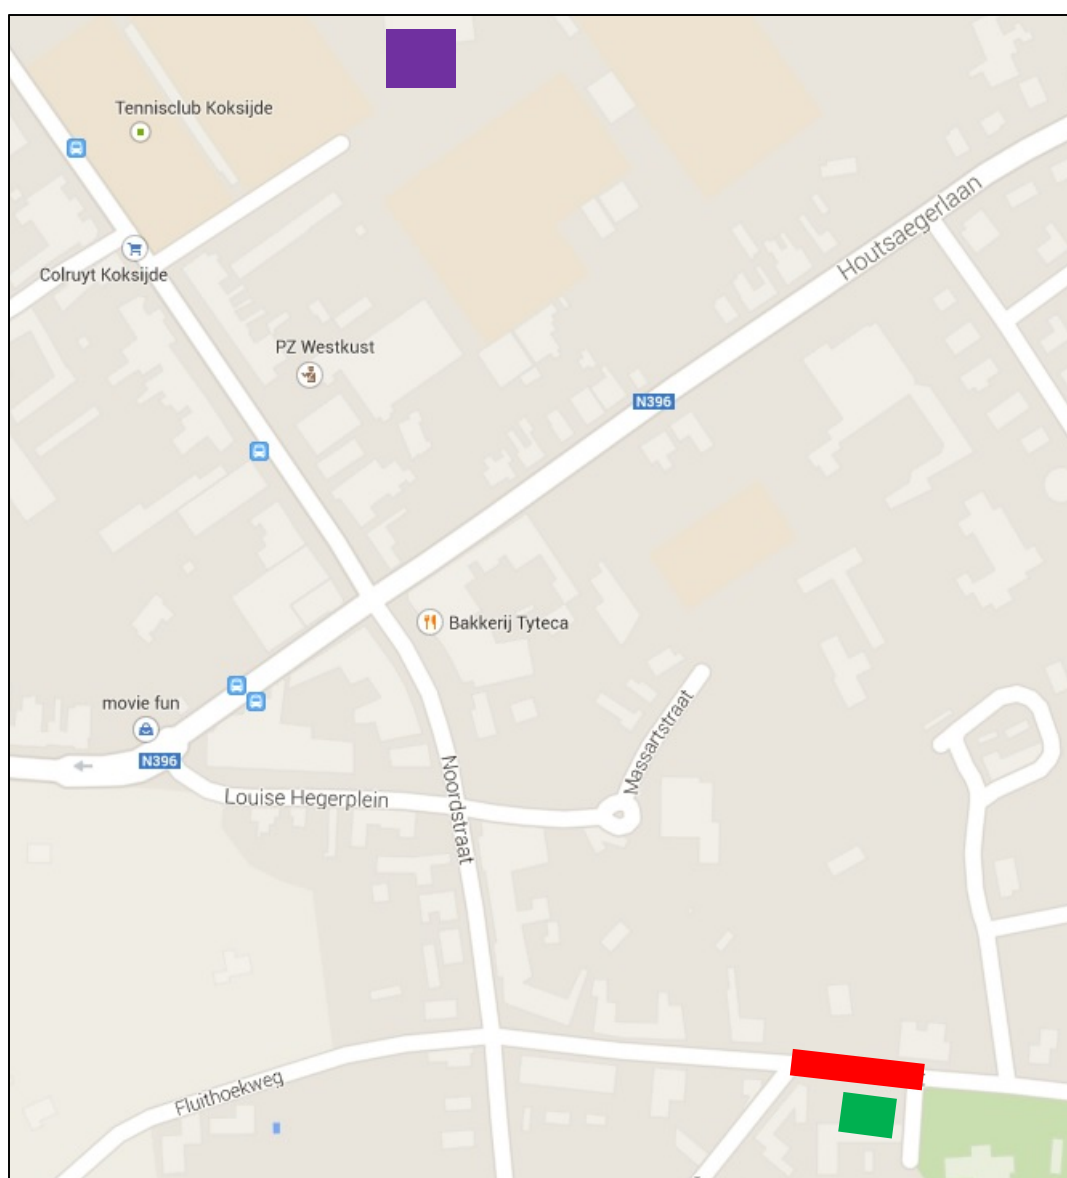 Tennisclub Koksijde
Colruyt Koksijde
Houtsaegerlaan
PZ Westkust
N396
Bakkerij Tyteca
movie fun
N396
Massartstraat
Louise Hegerplein
Noordstraat
Fluithoekweg